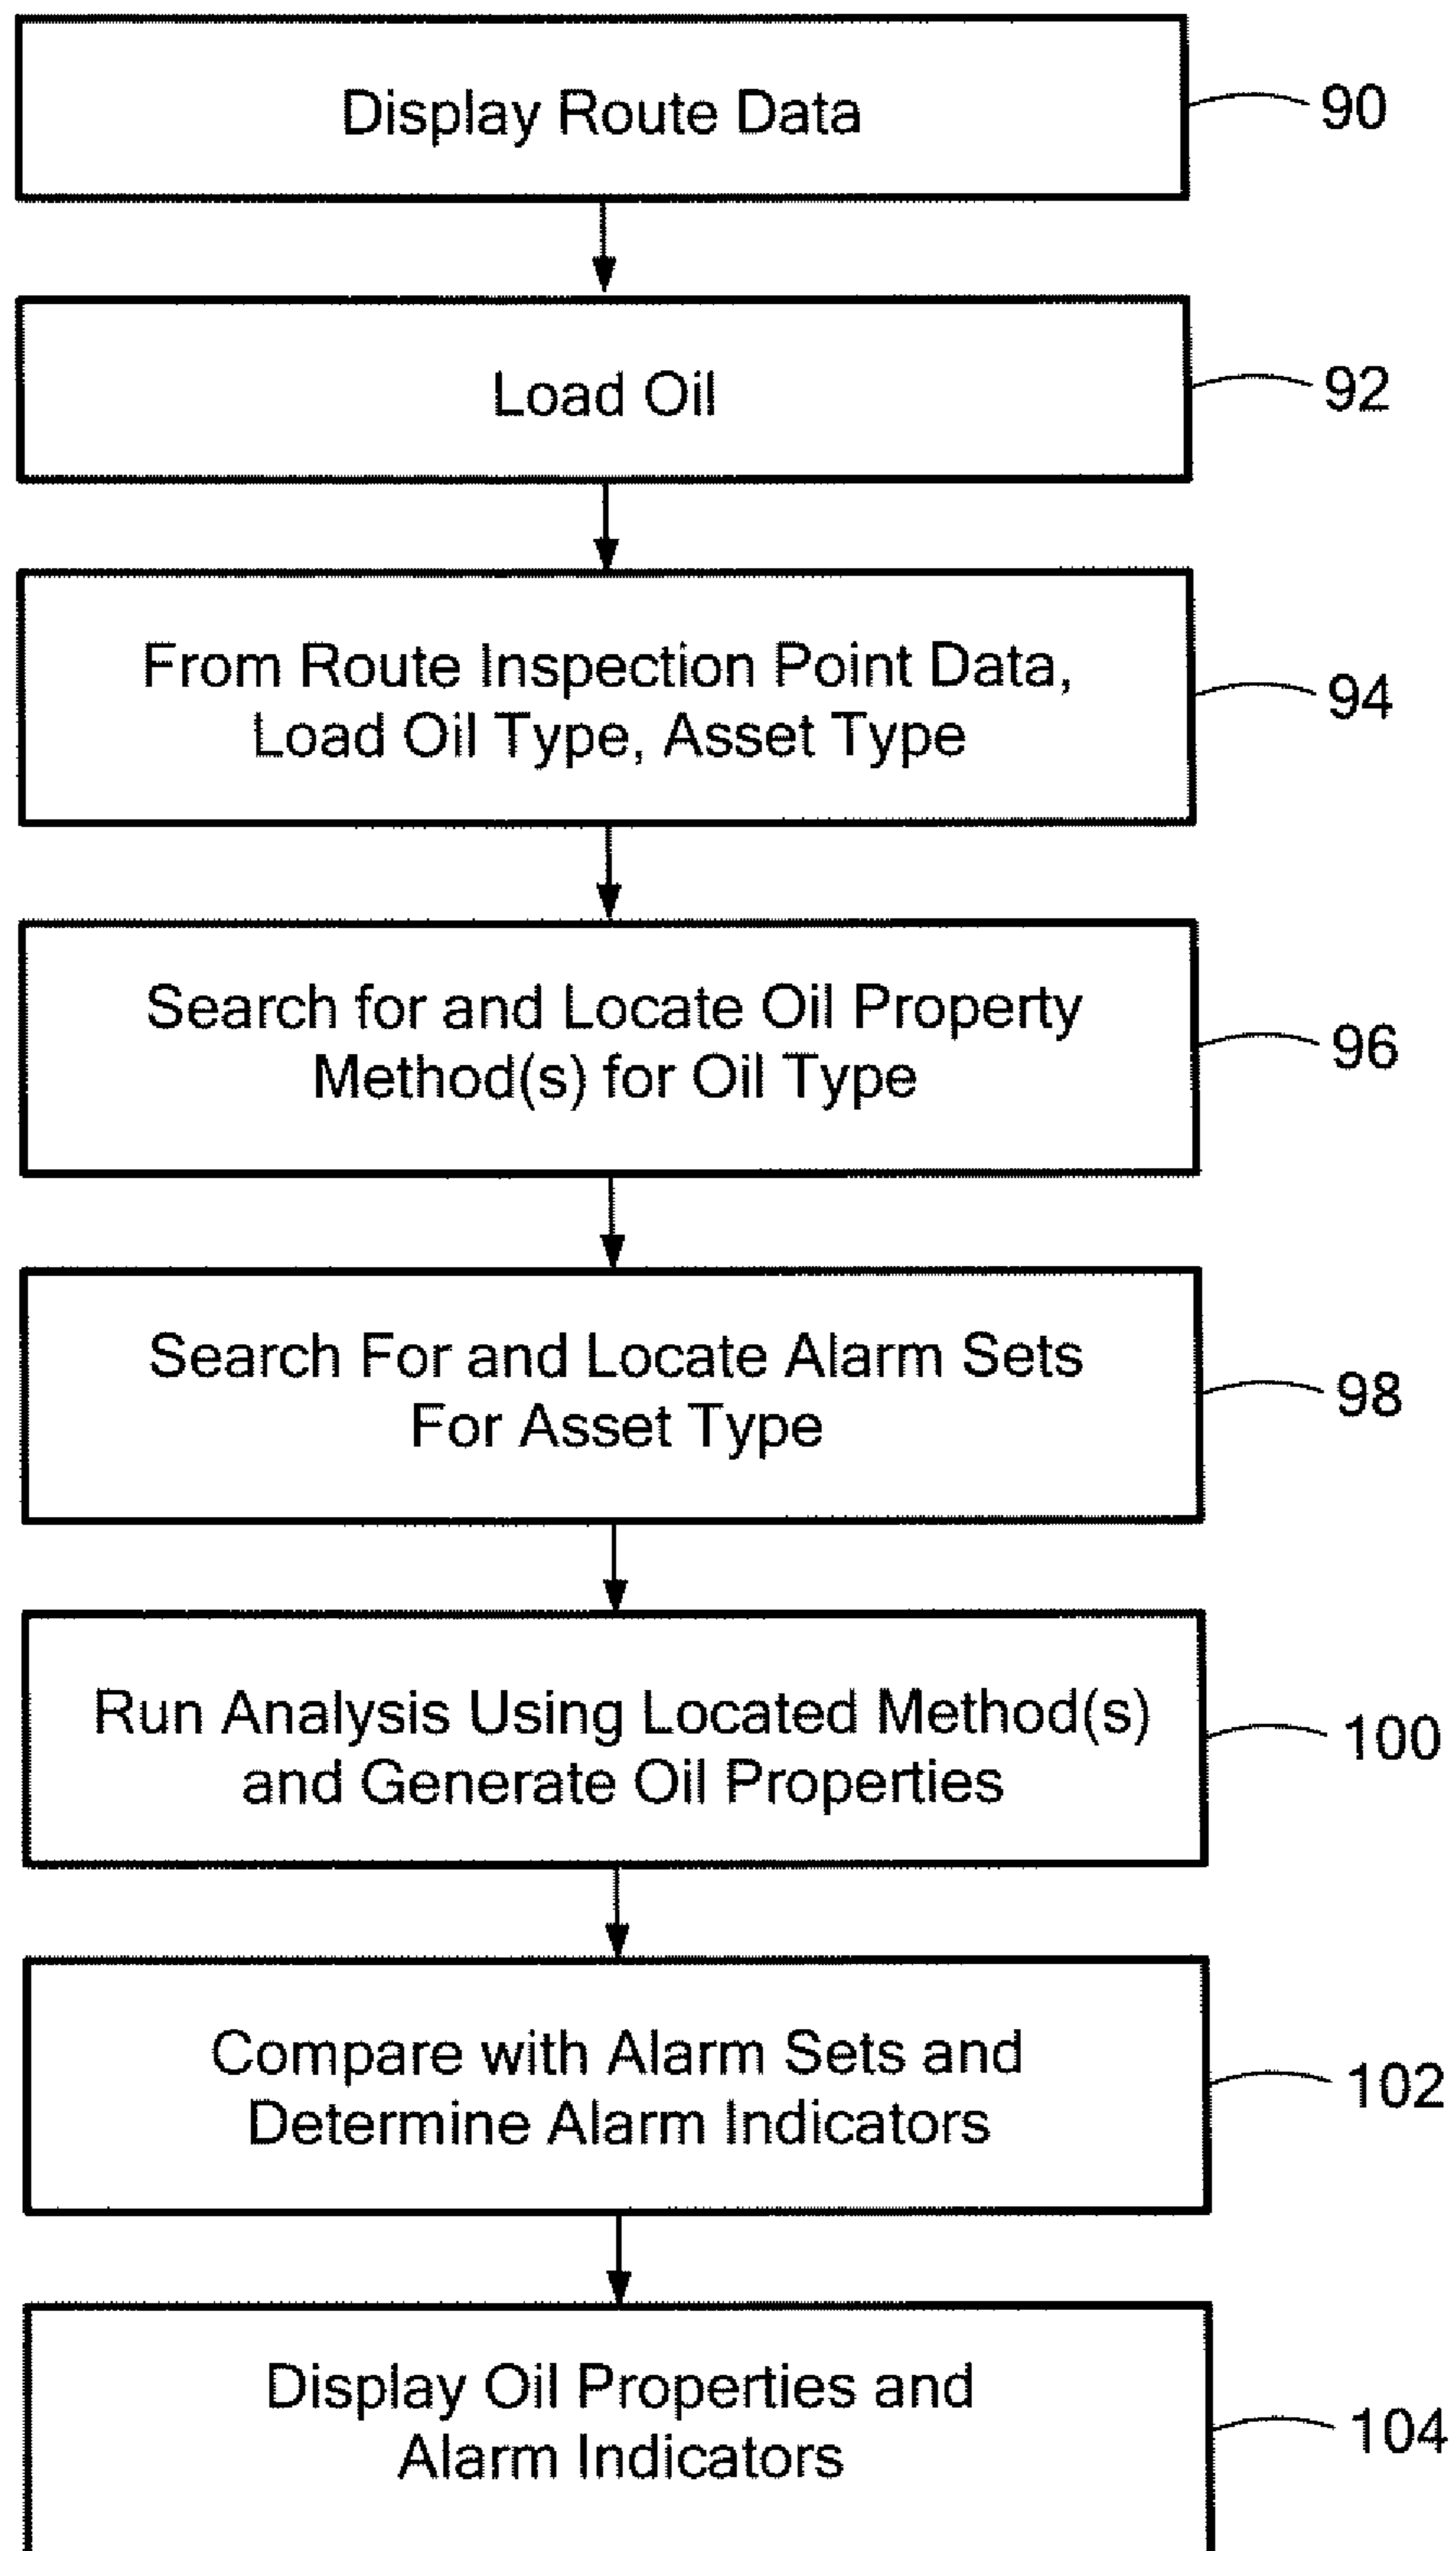 Display Route Data
90
Load Oil
92
From Route Inspection Point Data,
Load Oil Type, Asset Type
94
Search for and Locate Oil Property
Method(s) for Oil Type
96
Search For and Locate Alarm Sets
For Asset Type
98
Run Analysis Using Located Method(s)
and Generate Oil Properties
100
Compare with Alarm Sets and
Determine Alarm Indicators
102
Display Oil Properties and
Alarm Indicators
104